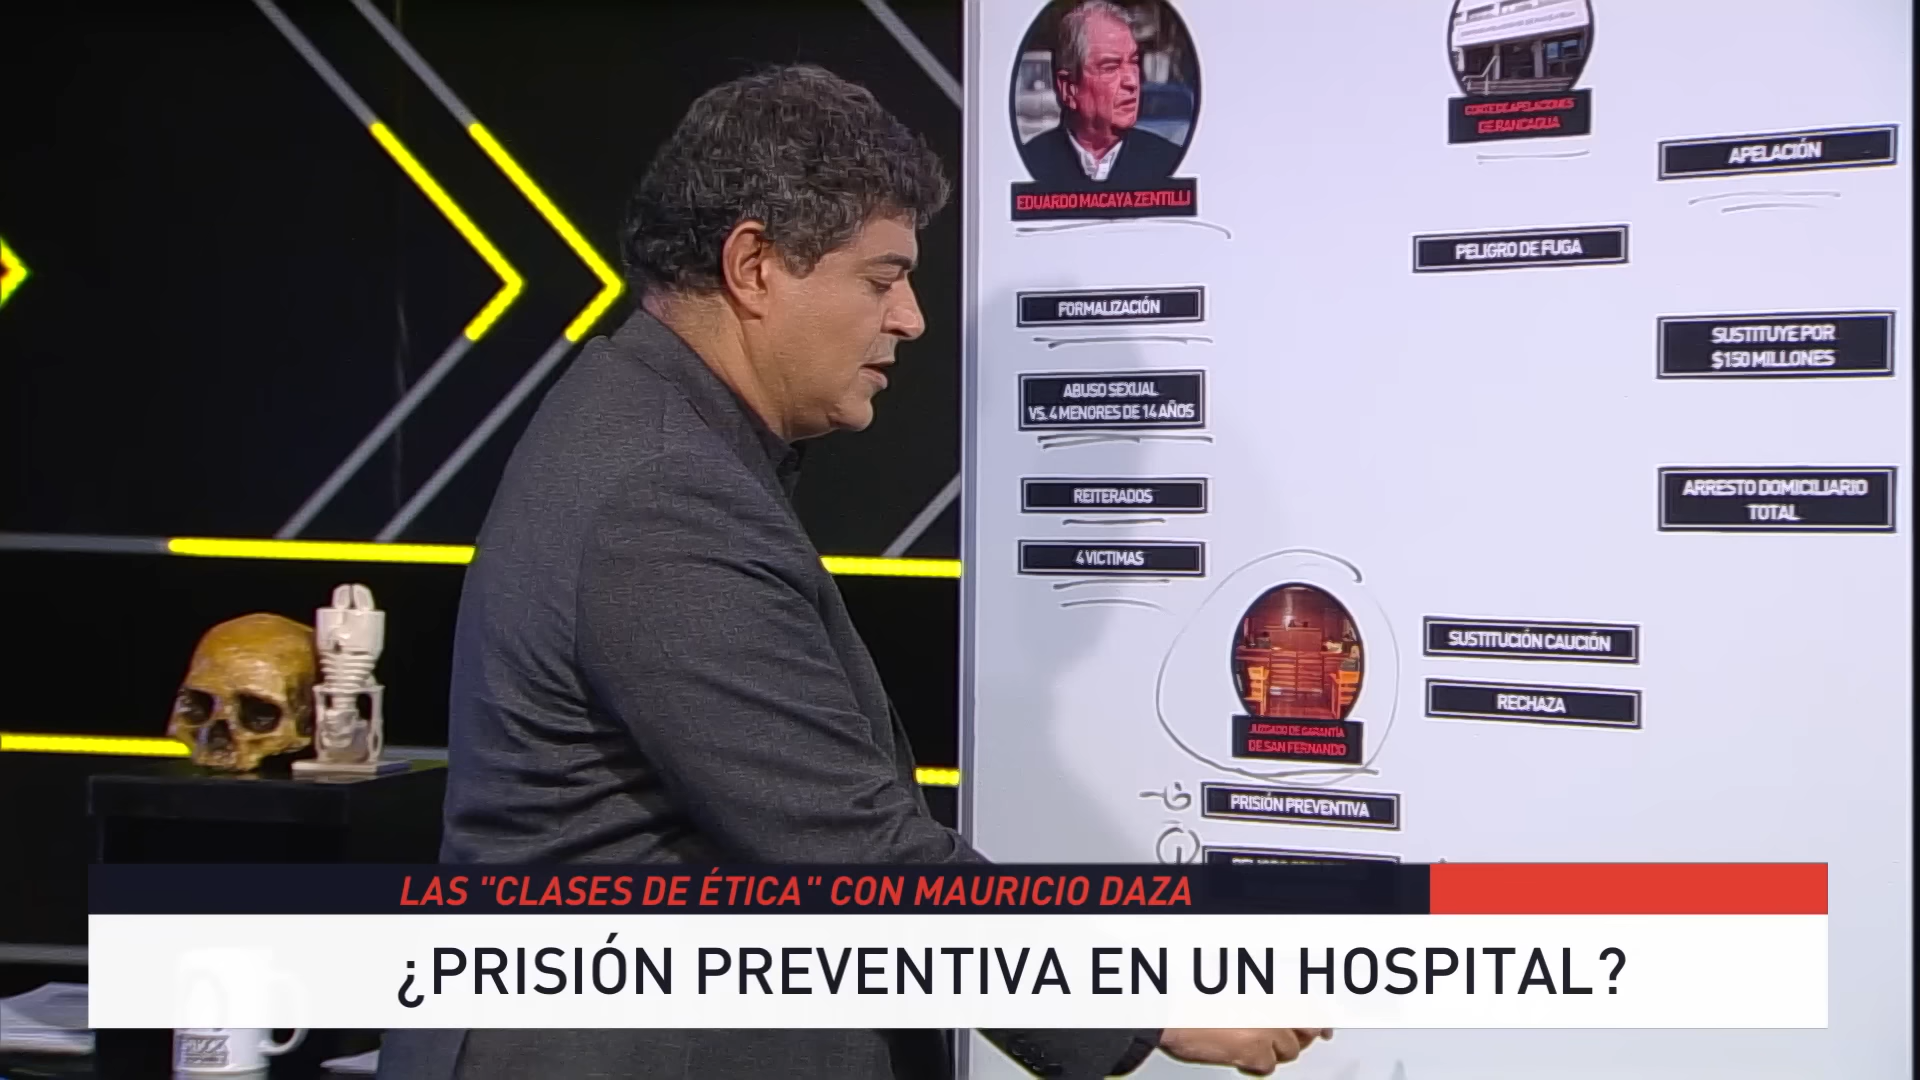 EDUARDO MACAYA ZENTILLI
FORMALIZACIÓN
ABUSO SEXUAL
VS. 4 MENORES DE 14 AÑOS
REITERADOS
4 VICTIMAS
JUZGADO DE GARANTÍA
DE SAN FERNANDO
PRISIÓN PREVENTIVA
CORTE DE APELACIONES
DE RANCAGUA
PELIGRO DE FUGA
SUSTITUCIÓN CAUCIÓN
RECHAZA
APELACIÓN
SUSTITUYE POR
$150 MILLONES
ARRESTO DOMICILIARIO
TOTAL
LAS "CLASES DE ÉTICA" CON MAURICIO DAZA
¿PRISIÓN PREVENTIVA EN UN HOSPITAL?